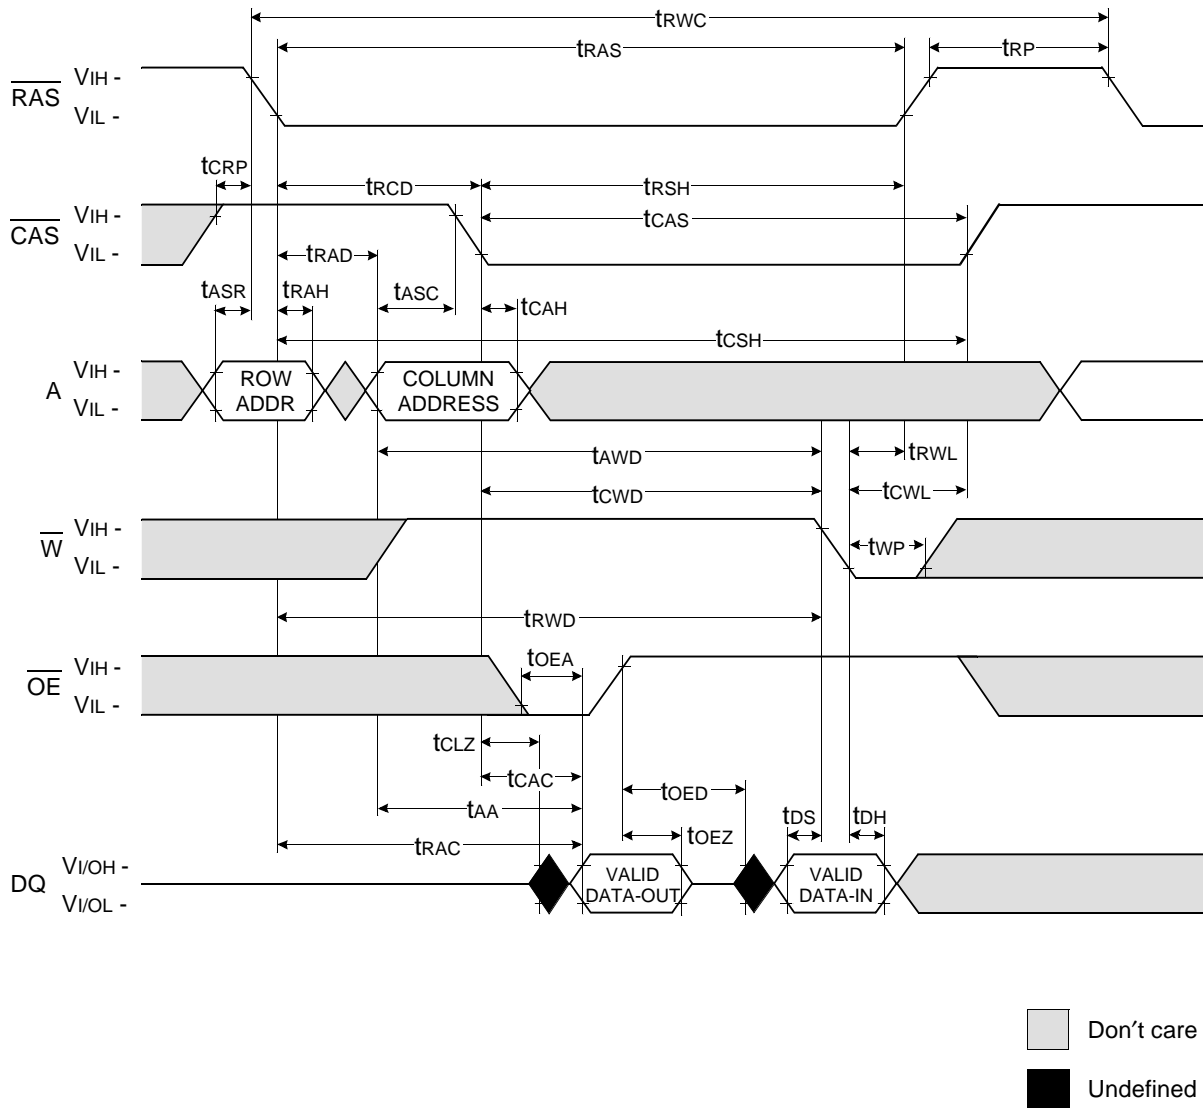 tRWC
tRAS
tRP
RAS
VIH -
VIL -
tCRP
tRCD
tRSH
CAS
VIH -
VIL -
tCAS
tRAD
tASR
tRAH
tASC
tCAH
tCSH
A
VIH -
VIL -
ROW
ADDR
COLUMN
ADDRESS
tAWD
tRWL
tCWD
tCWL
W
VIH -
VIL -
tWP
tRWD
OE
VIH -
VIL -
tOEA
tCLZ
tCAC
tOED
tAA
tDS
tDH
tOEZ
tRAC
DQ
VI/OH -
VI/OL -
VALID
DATA-OUT
VALID
DATA-IN
Don't care
Undefined